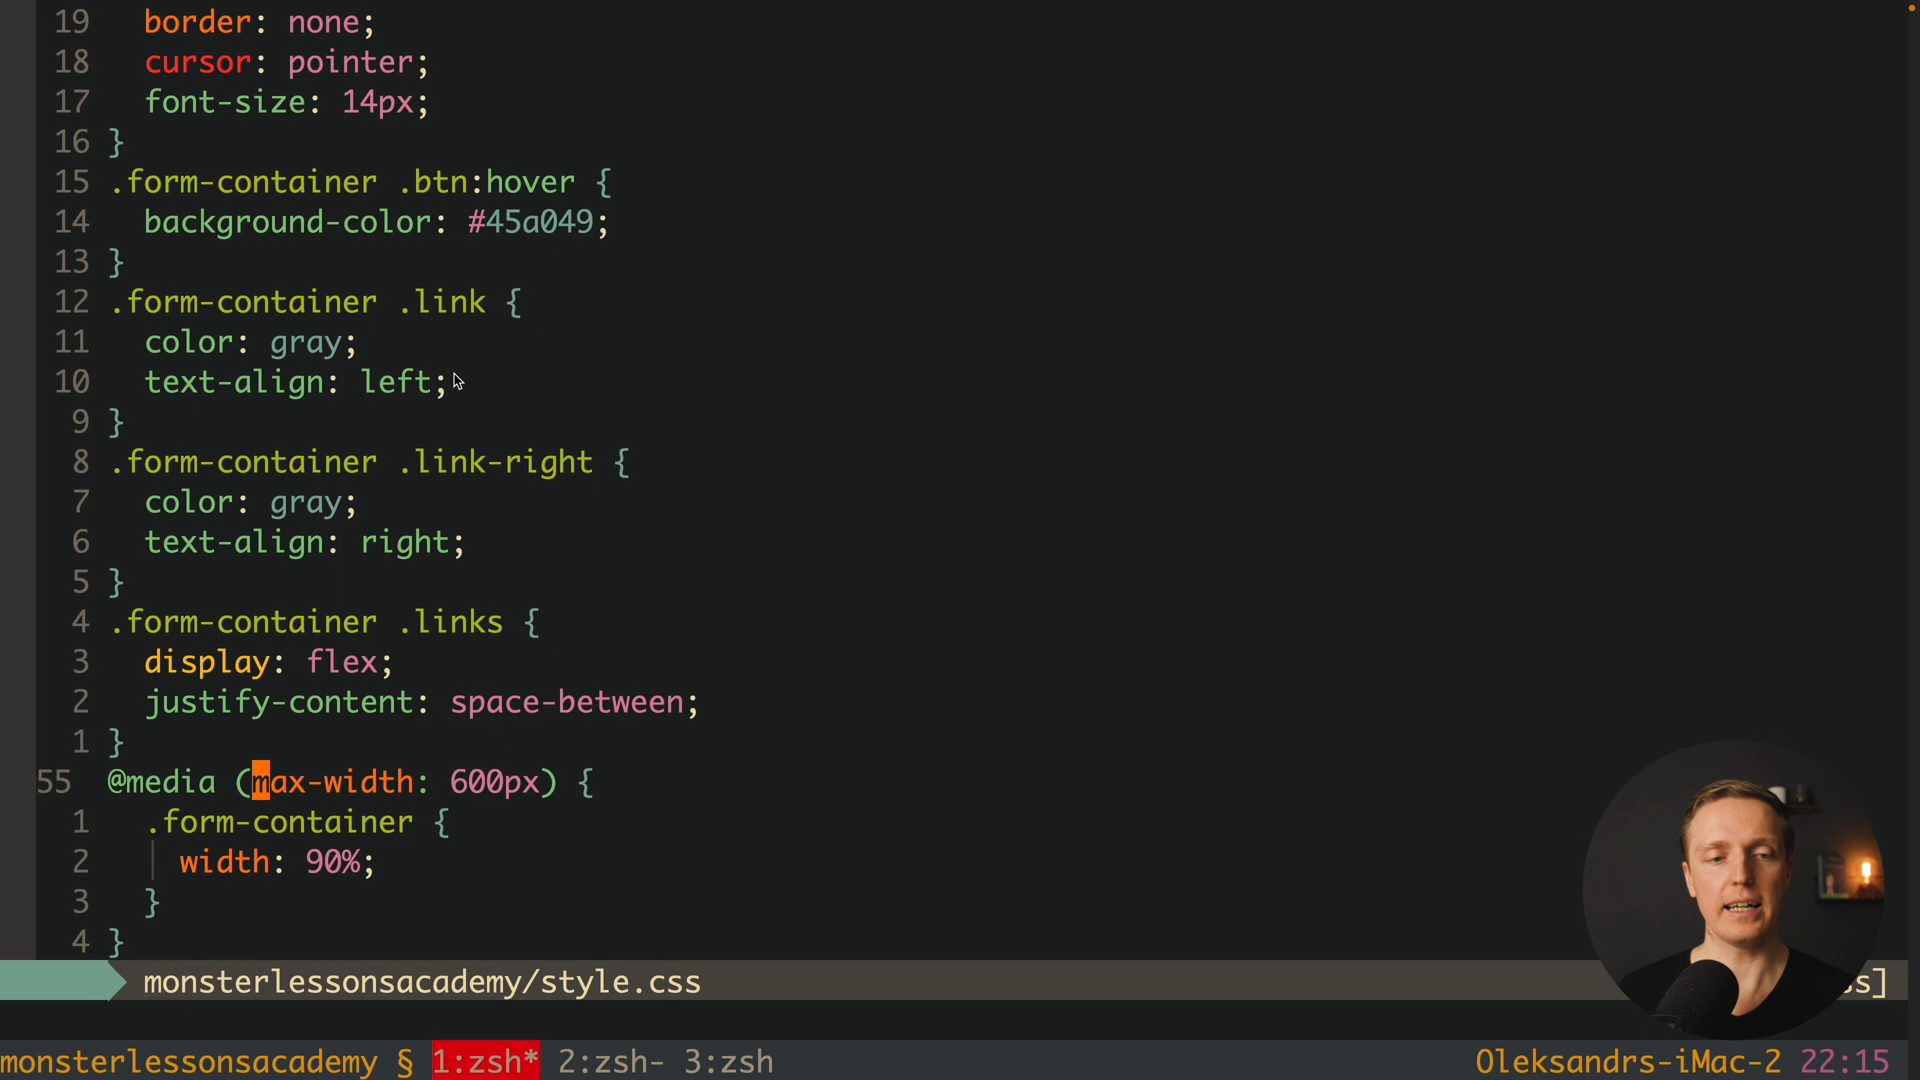 19 border: none;
18 cursor: pointer;
17 font-size: 14px;
16 }
15 .form-container .btn:hover {
14 background-color: #45a049;
13 }
12 .form-container .link {
11 color: gray;
10 text-align: left;
9 }
8 .form-container .link-right {
7 color: gray;
6 text-align: right;
5 }
4 .form-container .links {
3 display: flex;
2 justify-content: space-between;
1 }
55 @media (max-width: 600px) {
1 .form-container {
2 width: 90%;
3 }
4 }
monsterlessonsacademy/style.css s]
monsterlessonsacademy § 1:zsh* 2:zsh- 3:zsh Oleksandrs-iMac-2 22:15